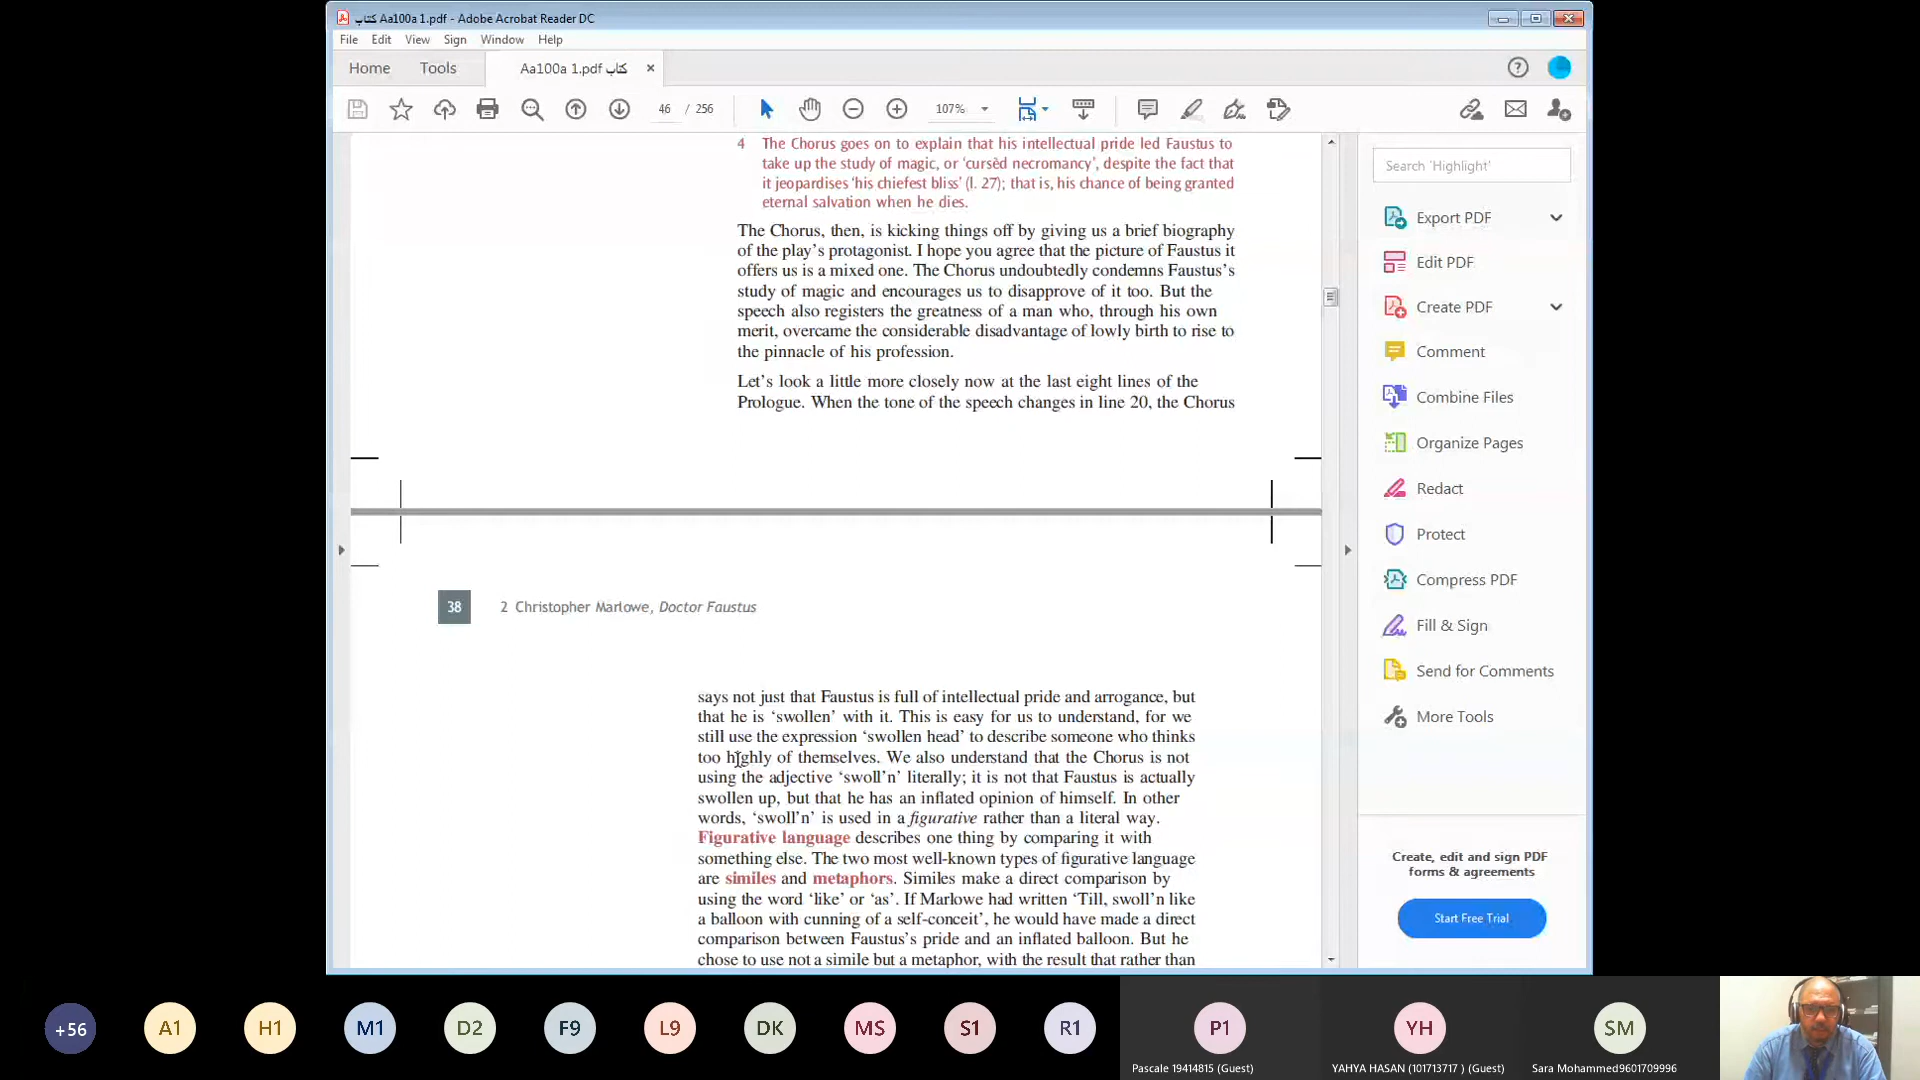 كتاب Aa100a 1.pdf - Adobe Acrobat Reader DC
File Edit View Sign Window Help
Home Tools Aa100a 1.pdf كتاب ×
46 / 256 107%
4 The Chorus goes on to explain that his intellectual pride led Faustus to
take up the study of magic, or ‘cursèd necromancy’, despite the fact that
it jeopardises ‘his chiefest bliss’ (l. 27); that is, his chance of being granted
eternal salvation when he dies.
The Chorus, then, is kicking things off by giving us a brief biography
of the play’s protagonist. I hope you agree that the picture of Faustus it
offers us is a mixed one. The Chorus undoubtedly condemns Faustus’s
study of magic and encourages us to disapprove of it too. But the
speech also registers the greatness of a man who, through his own
merit, overcame the considerable disadvantage of lowly birth to rise to
the pinnacle of his profession.
Let’s look a little more closely now at the last eight lines of the
Prologue. When the tone of the speech changes in line 20, the Chorus
38 2 Christopher Marlowe, Doctor Faustus
says not just that Faustus is full of intellectual pride and arrogance, but
that he is ‘swollen’ with it. This is easy for us to understand, for we
still use the expression ‘swollen head’ to describe someone who thinks
too highly of themselves. We also understand that the Chorus is not
using the adjective ‘swoll’n’ literally; it is not that Faustus is actually
swollen up, but that he has an inflated opinion of himself. In other
words, ‘swoll’n’ is used in a figurative rather than a literal way.
Figurative language describes one thing by comparing it with
something else. The two most well-known types of figurative language
are similes and metaphors. Similes make a direct comparison by
using the word ‘like’ or ‘as’. If Marlowe had written ‘Till, swoll’n like
a balloon with cunning of a self-conceit’, he would have made a direct
comparison between Faustus’s pride and an inflated balloon. But he
chose to use not a simile but a metaphor, with the result that rather than
Search 'Highlight'
Export PDF
Edit PDF
Create PDF
Comment
Combine Files
Organize Pages
Redact
Protect
Compress PDF
Fill & Sign
Send for Comments
More Tools
Create, edit and sign PDF
forms & agreements
Start Free Trial
+56 A1 H1 M1 D2 F9 L9 DK MS S1 R1 P1 YH SM
Pascale 19414815 (Guest) YAHYA HASAN (101713717 ) (Guest) Sara Mohammed9601709996